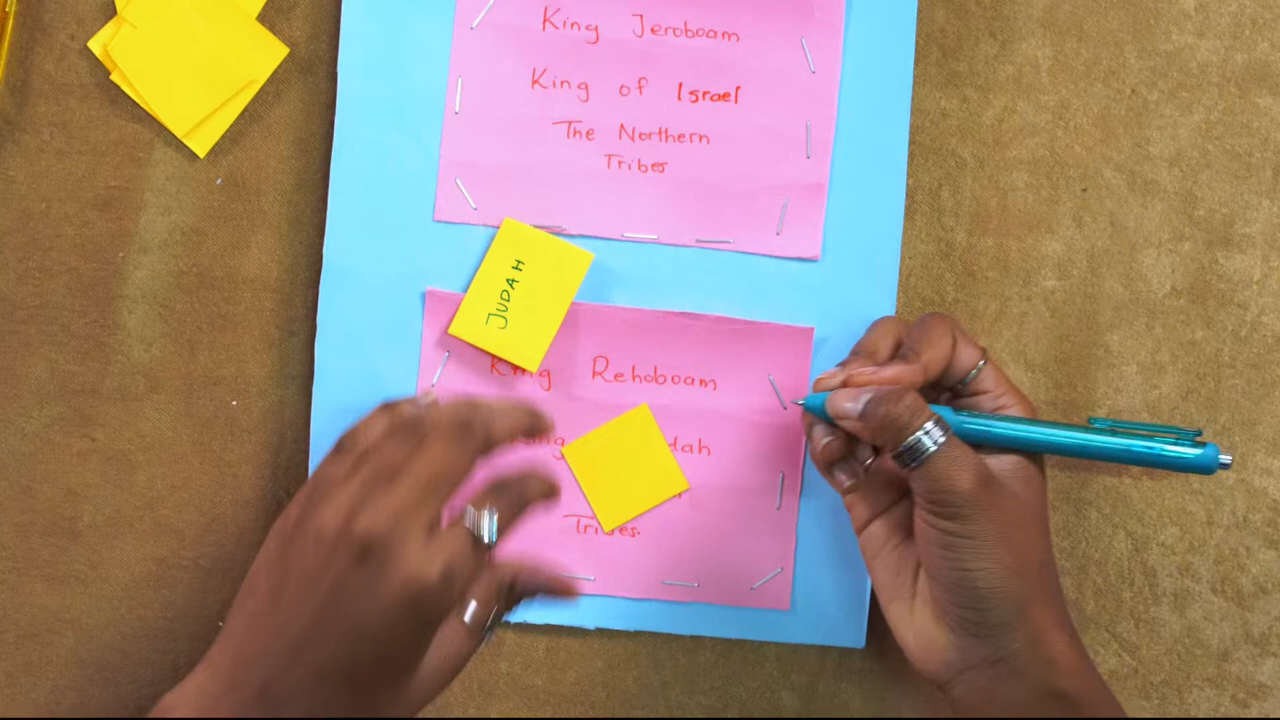 King Jeroboam
King of Israel
The Northern
Tribes
JUDAH
King Rehoboam
Tribes.